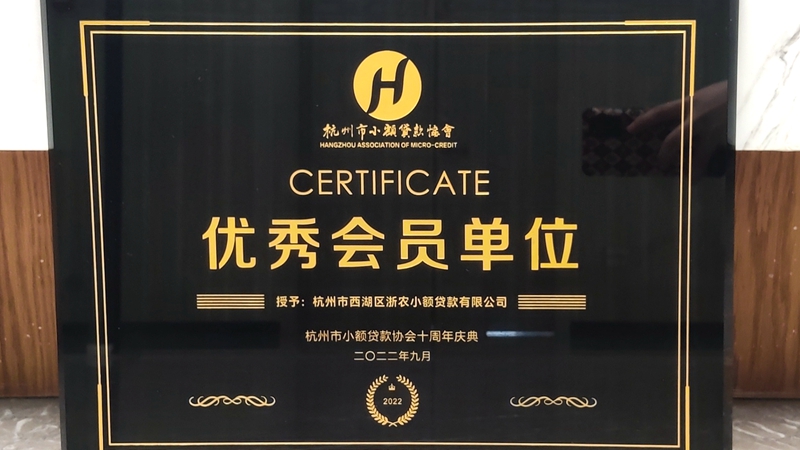 杭州市小额贷款协會
HANGZHOU ASSOCIATION OF MICRO-CREDIT
CERTIFICATE
优秀会员单位
授予：杭州市西湖区浙农小额贷款有限公司
杭州市小额贷款协会十周年庆典
二〇二二年九月
2022